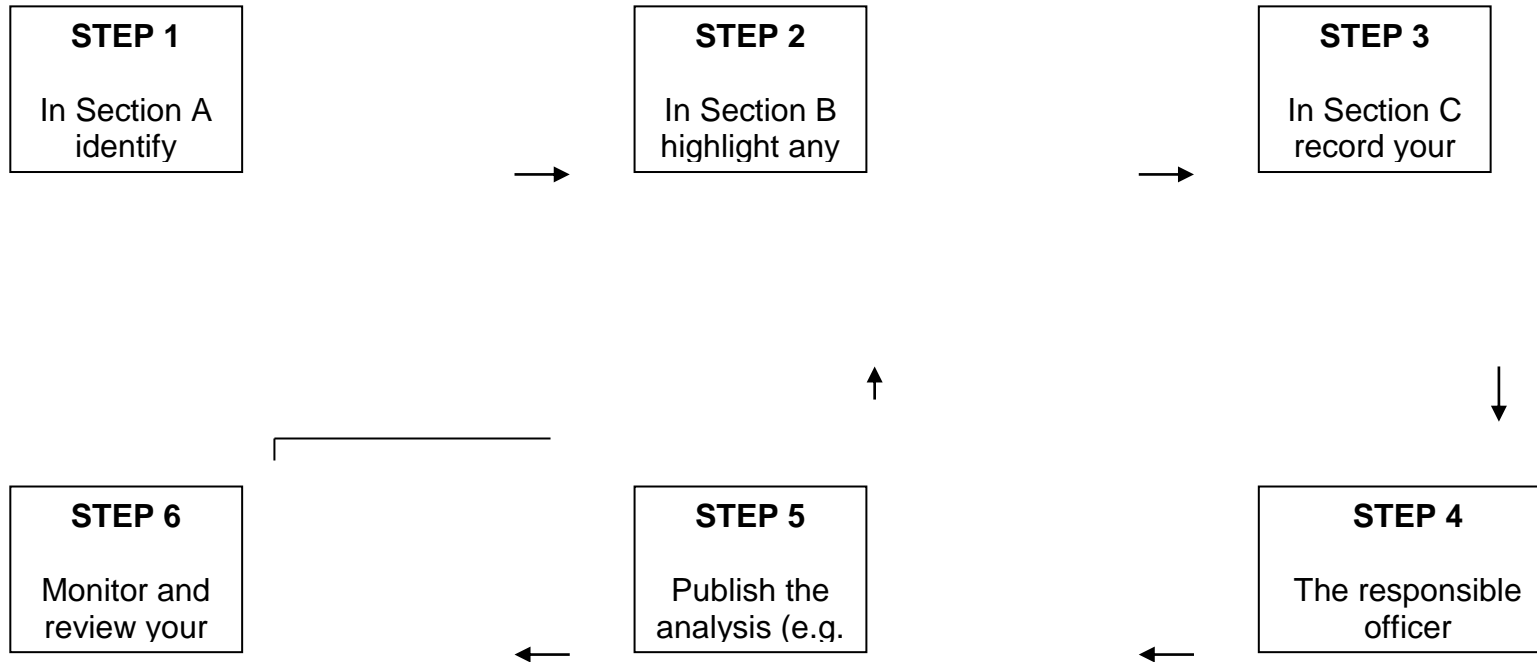 STEP 1
In Section A
identify
STEP 2
In Section B
highlight any
STEP 3
In Section C
record your
STEP 6
Monitor and
review your
STEP 5
Publish the
analysis (e.g.
STEP 4
The responsible
officer